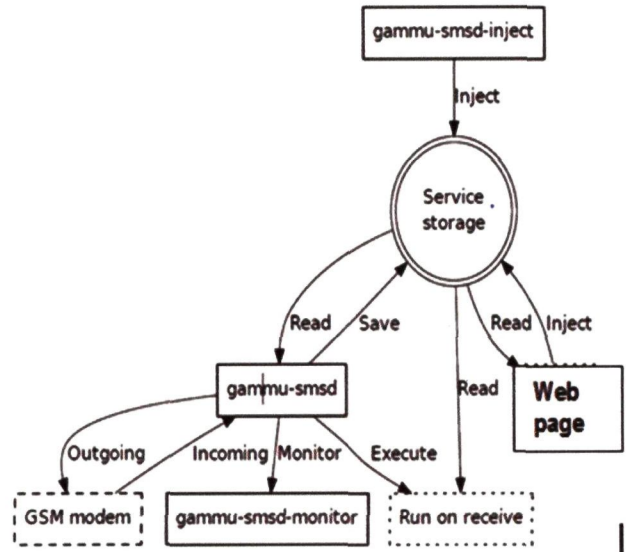 gammu-smsd-inject
Inject
Service
storage
Read Save Read Inject
gammu-smsd Read Web
page
Outgoing Incoming Monitor Execute
GSM modem gammu-smsd-monitor Run on receive